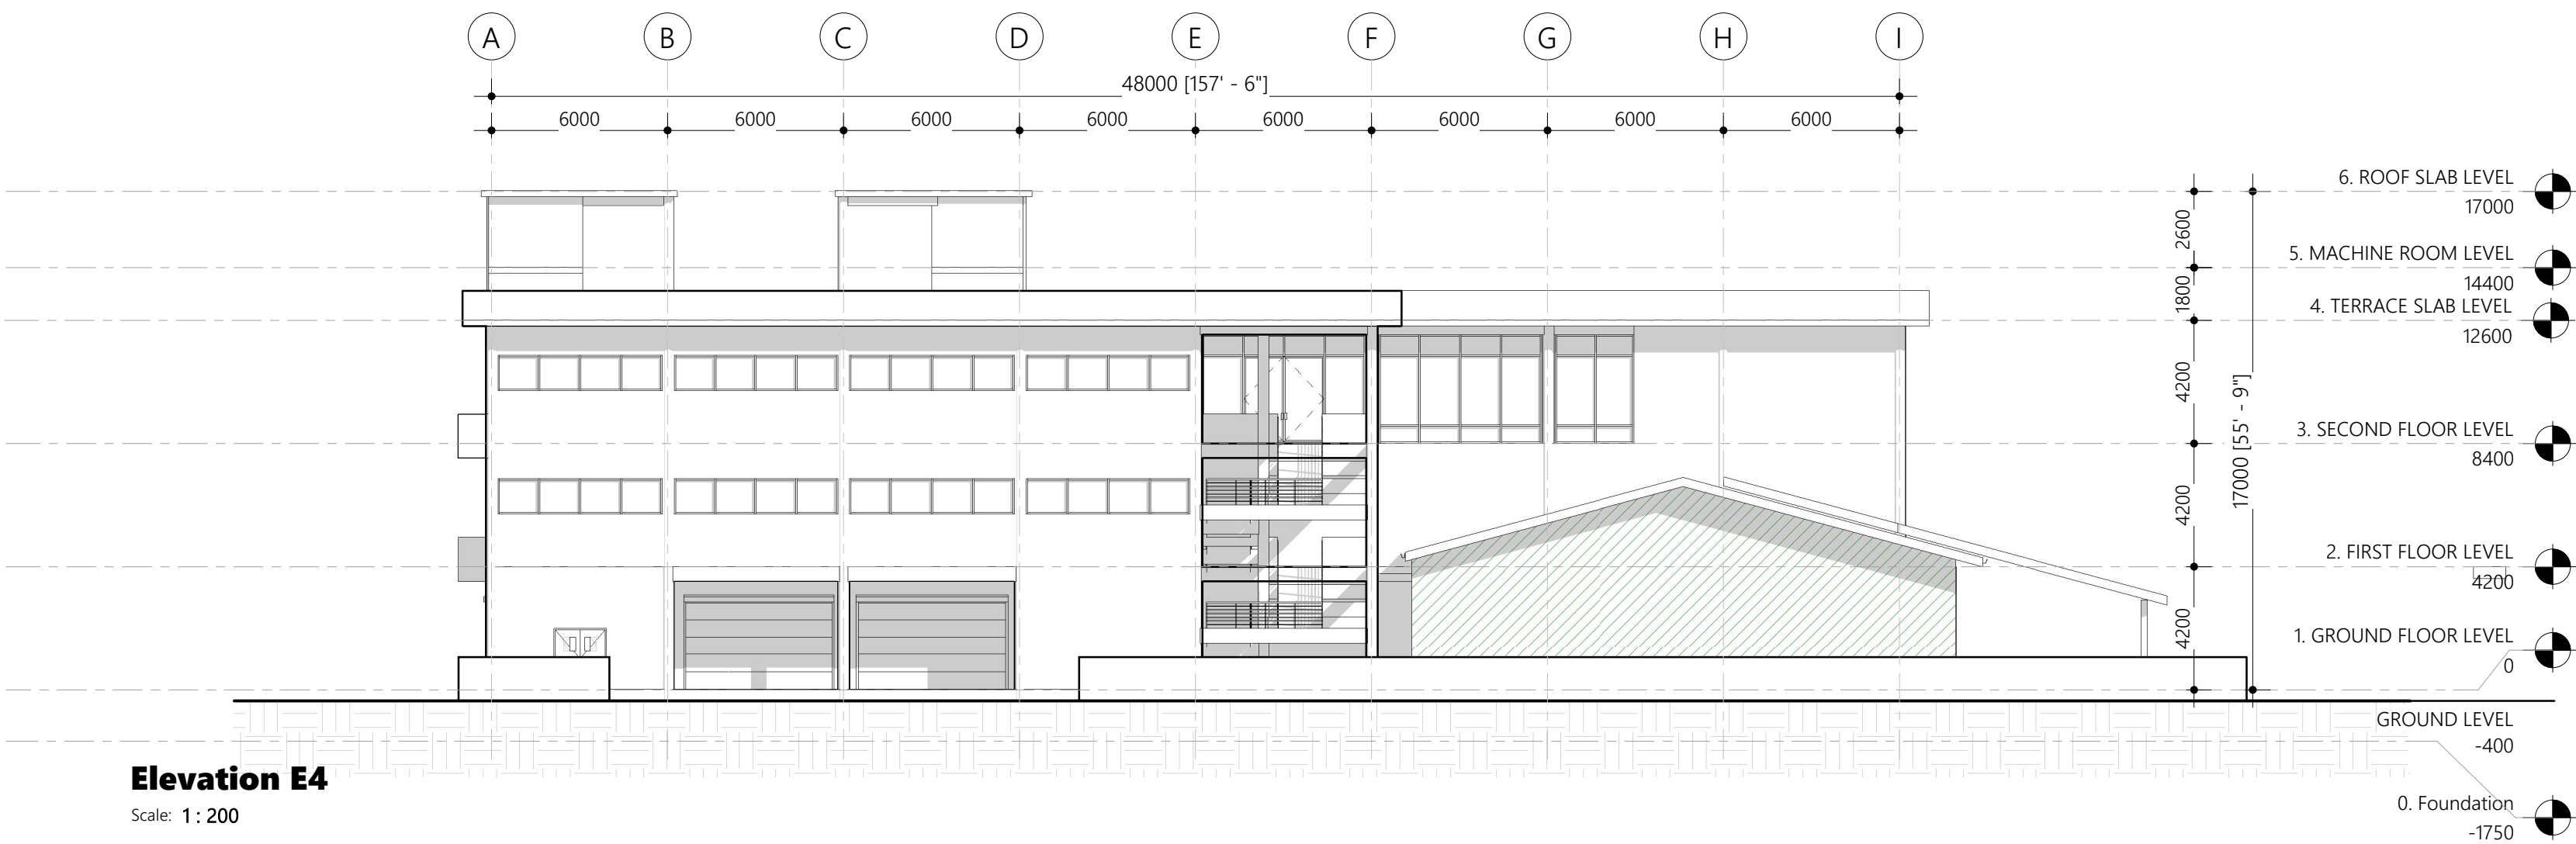 A B C D E F G H I
48000 [157' - 6"]
6000 6000 6000 6000 6000 6000 6000 6000
6. ROOF SLAB LEVEL
17000
2600
5. MACHINE ROOM LEVEL
14400
1800
4. TERRACE SLAB LEVEL
12600
4200
17000 [55' - 9"]
3. SECOND FLOOR LEVEL
8400
4200
2. FIRST FLOOR LEVEL
4200
4200
1. GROUND FLOOR LEVEL
0
GROUND LEVEL
-400
0. Foundation
-1750
Elevation E4
Scale: 1 : 200